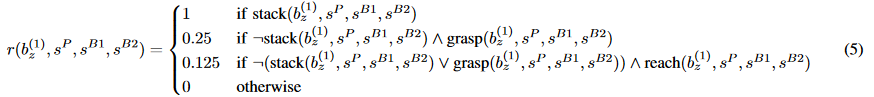 1 if stack(b_z^{(1)}, s^P, s^{B1}, s^{B2})
0.25 if ¬stack(b_z^{(1)}, s^P, s^{B1}, s^{B2}) ∧ grasp(b_z^{(1)}, s^P, s^{B1}, s^{B2})
r(b_z^{(1)}, s^P, s^{B1}, s^{B2}) = { (5)
0.125 if ¬(stack(b_z^{(1)}, s^P, s^{B1}, s^{B2}) ∨ grasp(b_z^{(1)}, s^P, s^{B1}, s^{B2})) ∧ reach(b_z^{(1)}, s^P, s^{B1}, s^{B2})
0 otherwise